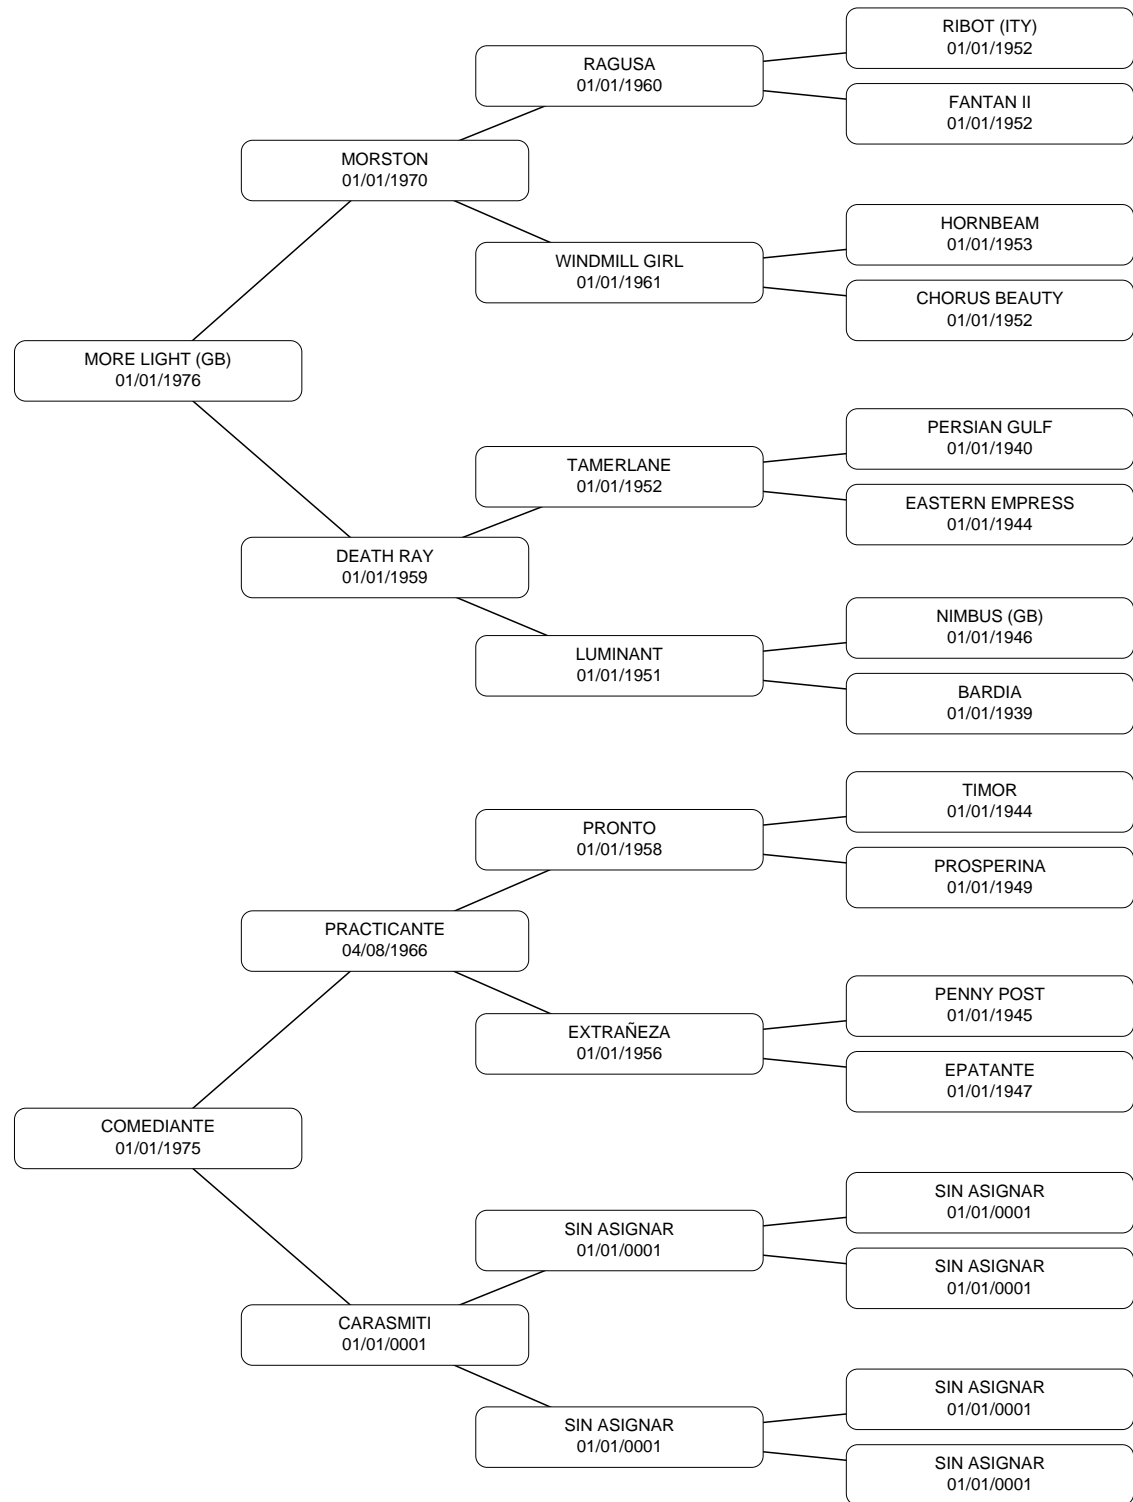 RIBOT (ITY)
01/01/1952
RAGUSA
01/01/1960
FANTAN II
01/01/1952
MORSTON
01/01/1970
HORNBEAM
01/01/1953
WINDMILL GIRL
01/01/1961
CHORUS BEAUTY
01/01/1952
MORE LIGHT (GB)
01/01/1976
PERSIAN GULF
01/01/1940
TAMERLANE
01/01/1952
EASTERN EMPRESS
01/01/1944
DEATH RAY
01/01/1959
NIMBUS (GB)
01/01/1946
LUMINANT
01/01/1951
BARDIA
01/01/1939
TIMOR
01/01/1944
PRONTO
01/01/1958
PROSPERINA
01/01/1949
PRACTICANTE
04/08/1966
PENNY POST
01/01/1945
EXTRAÑEZA
01/01/1956
EPATANTE
01/01/1947
COMEDIANTE
01/01/1975
SIN ASIGNAR
01/01/0001
SIN ASIGNAR
01/01/0001
SIN ASIGNAR
01/01/0001
CARASMITI
01/01/0001
SIN ASIGNAR
01/01/0001
SIN ASIGNAR
01/01/0001
SIN ASIGNAR
01/01/0001